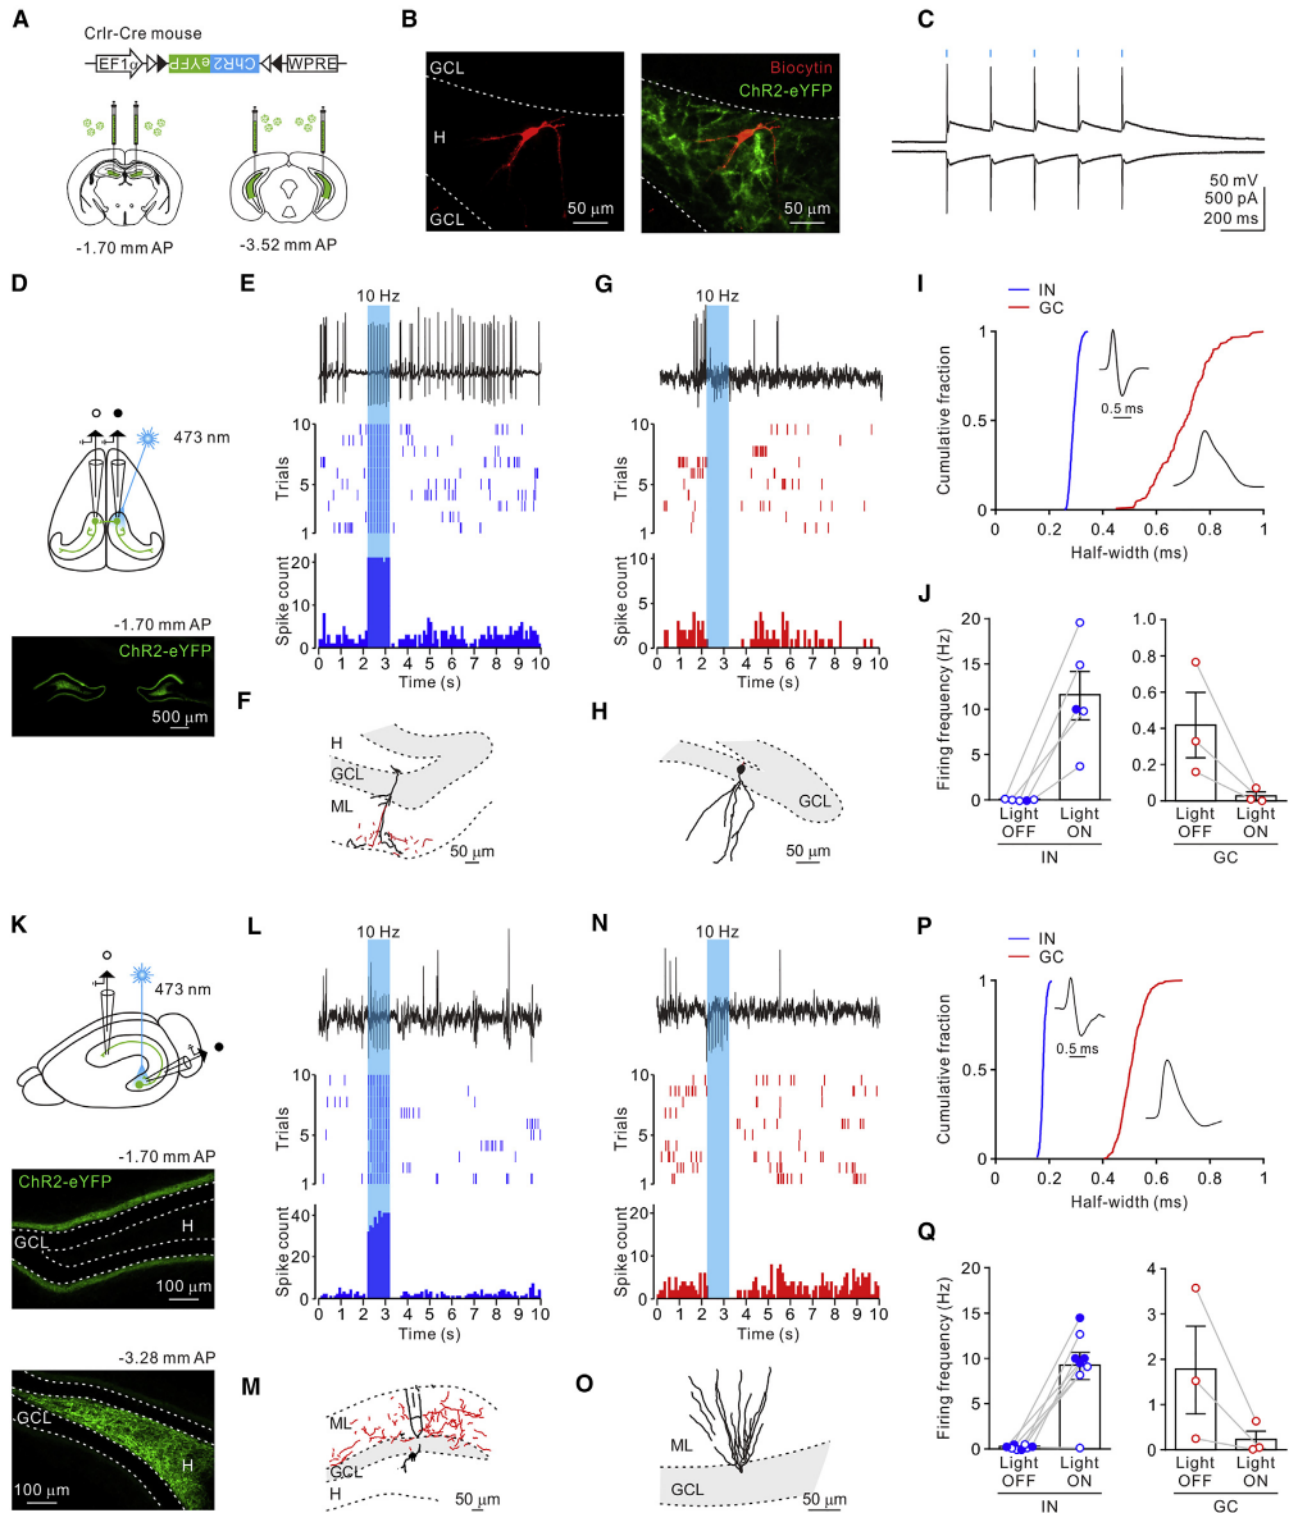 A
Crlr-Cre mouse
EF1α
eYFP
ChR2
WPRE
-1.70 mm AP
-3.52 mm AP
B
GCL
H
GCL
50 μm
Biocytin
ChR2-eYFP
50 μm
C
50 mV
500 pA
200 ms
D
473 nm
-1.70 mm AP
ChR2-eYFP
500 μm
E
10 Hz
10
Trials
5
1
20
Spike count
10
0
0 1 2 3 4 5 6 7 8 9 10
Time (s)
F
H
GCL
ML
50 μm
G
10 Hz
10
Trials
5
1
10
Spike count
5
0
0 1 2 3 4 5 6 7 8 9 10
Time (s)
H
GCL
50 μm
I
IN
GC
1
Cumulative fraction
0.5
0
0.5 ms
0 0.2 0.4 0.6 0.8 1
Half-width (ms)
J
20
15
Firing frequency (Hz)
10
5
0
Light OFF
Light ON
IN
1.0
0.8
0.6
0.4
0.2
0
Light OFF
Light ON
GC
K
473 nm
-1.70 mm AP
ChR2-eYFP
GCL
H
100 μm
-3.28 mm AP
GCL
H
100 μm
L
10 Hz
10
Trials
5
1
40
Spike count
20
0
0 1 2 3 4 5 6 7 8 9 10
Time (s)
M
ML
GCL
H
50 μm
N
10 Hz
10
Trials
5
1
20
Spike count
10
0
0 1 2 3 4 5 6 7 8 9 10
Time (s)
O
ML
GCL
50 μm
P
IN
GC
1
Cumulative fraction
0.5
0
0.5 ms
0 0.2 0.4 0.6 0.8 1
Half-width (ms)
Q
20
15
Firing frequency (Hz)
10
5
0
Light OFF
Light ON
IN
4
3
2
1
0
Light OFF
Light ON
GC